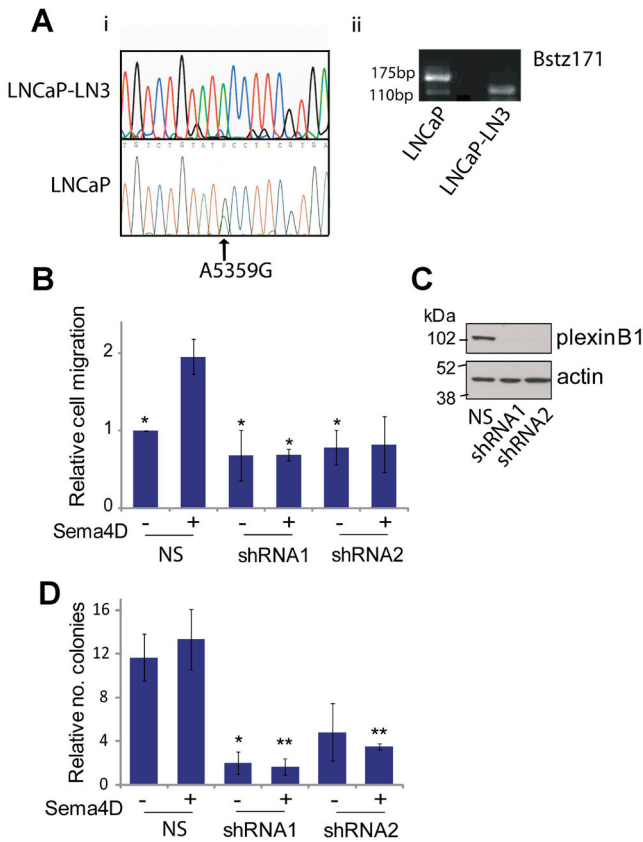 A
i
ii
LNCaP-LN3
TGTCTGTATACCTTCGTGA
LNCaP
A5359G
175bp
110bp
Bstz171
LNCaP
LNCaP-LN3
B
Relative cell migration
2
1
0
* * * *
Sema4D - + - + - +
NS shRNA1 shRNA2
C
kDa
102
52
38
plexinB1
actin
NS
shRNA1
shRNA2
D
Relative no. colonies
16
12
8
4
0
* ** **
Sema4D - + - + - +
NS shRNA1 shRNA2